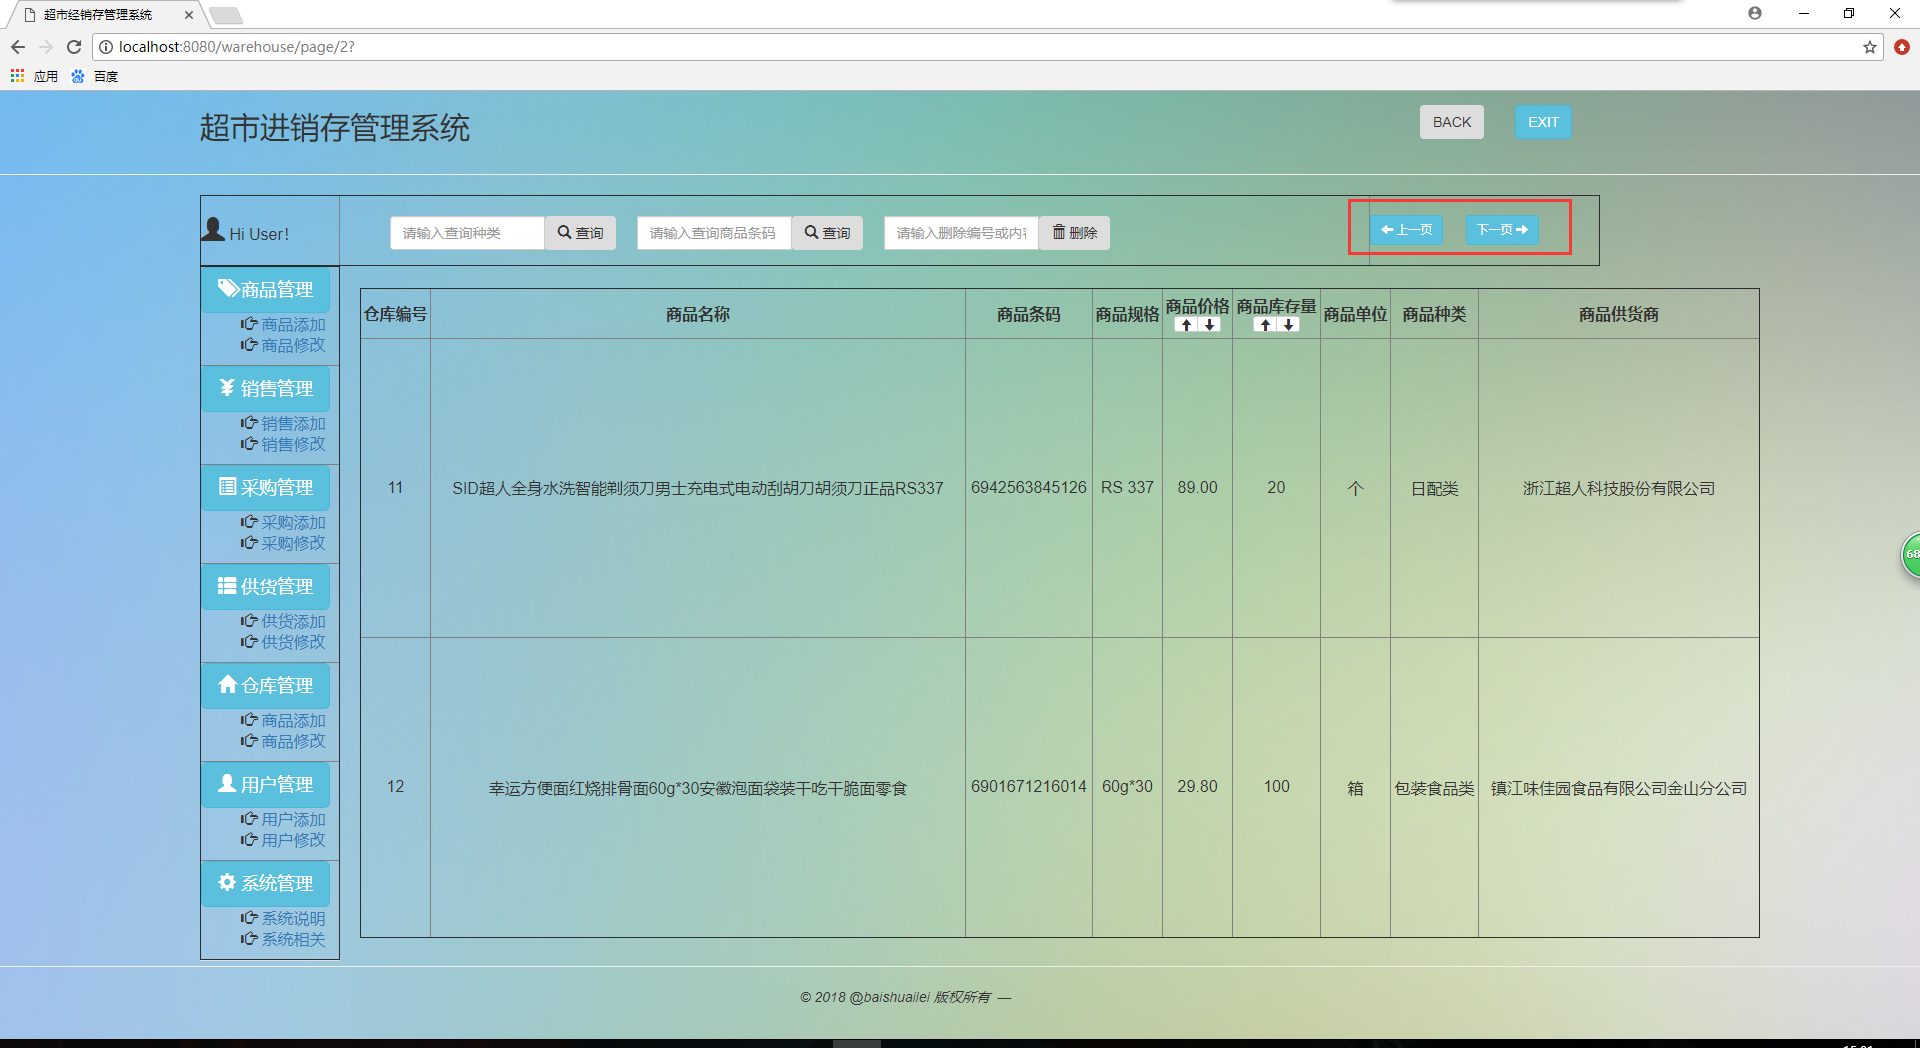 超市经销存管理系统
localhost:8080/warehouse/page/2?
应用 百度
超市进销存管理系统
BACK EXIT
Hi User!
请输入查询种类 查询 请输入查询商品条码 查询 请输入删除编号或内容 删除
上一页 下一页
商品管理
商品添加
商品修改
销售管理
销售添加
销售修改
采购管理
采购添加
采购修改
供货管理
供货添加
供货修改
仓库管理
商品添加
商品修改
用户管理
用户添加
用户修改
系统管理
系统说明
系统相关
仓库编号 商品名称 商品条码 商品规格 商品价格 商品库存量 商品单位 商品种类 商品供货商
11 SID超人全身水洗智能剃须刀男士充电式电动刮胡刀胡须刀正品RS337 6942563845126 RS 337 89.00 20 个 日配类 浙江超人科技股份有限公司
12 幸运方便面红烧排骨面60g*30安徽泡面袋装干吃干脆面零食 6901671216014 60g*30 29.80 100 箱 包装食品类 镇江味佳园食品有限公司金山分公司
68
© 2018 @baishuailei 版权所有 —